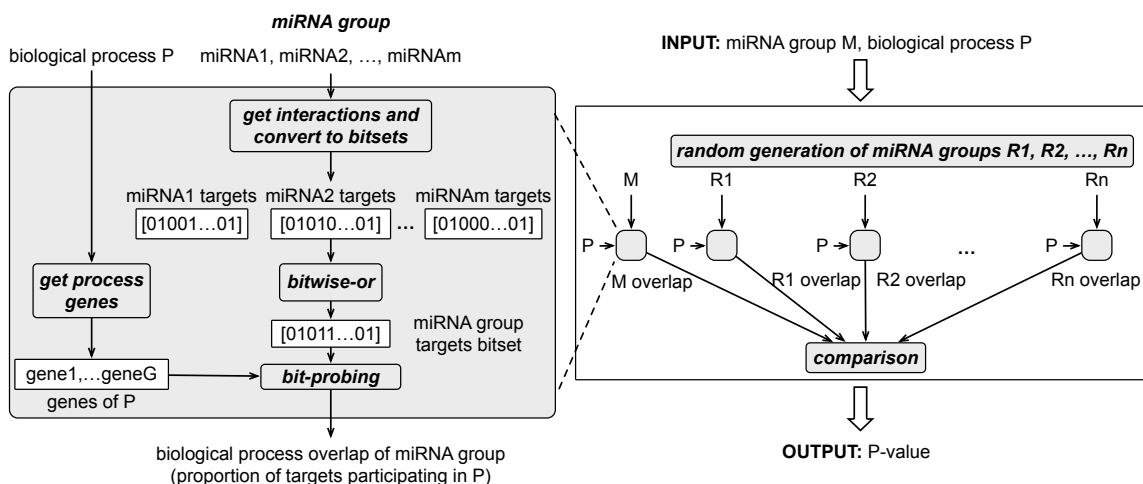 miRNA group
biological process P
miRNA1, miRNA2, ..., miRNAm
get interactions and
convert to bitsets
miRNA1 targets
miRNA2 targets
miRNAm targets
[01001...01]
[01010...01]
...
[01000...01]
get process
genes
bitwise-or
[01011...01]
miRNA group
targets bitset
gene1,...geneG
bit-probing
genes of P
biological process overlap of miRNA group
(proportion of targets participating in P)
INPUT: miRNA group M, biological process P
random generation of miRNA groups R1, R2, ..., Rn
M
R1
R2
Rn
P
P
P
...
P
M overlap
R1 overlap
R2 overlap
Rn overlap
comparison
OUTPUT: P-value